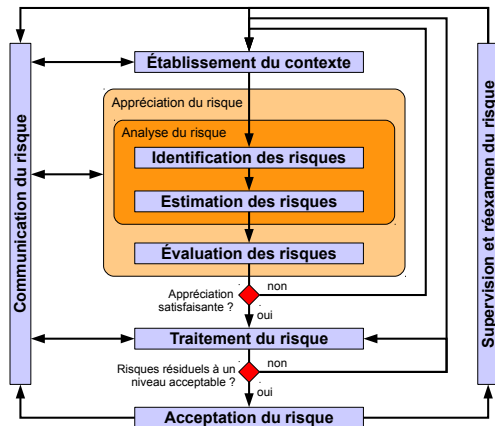 Établissement du contexte
Appréciation du risque
Analyse du risque
Identification des risques
Estimation des risques
Évaluation des risques
Appréciation
satisfaisante ?
non
oui
Traitement du risque
Risques résiduels à un
niveau acceptable ?
non
oui
Acceptation du risque
Communication du risque
Supervision et réexamen du risque